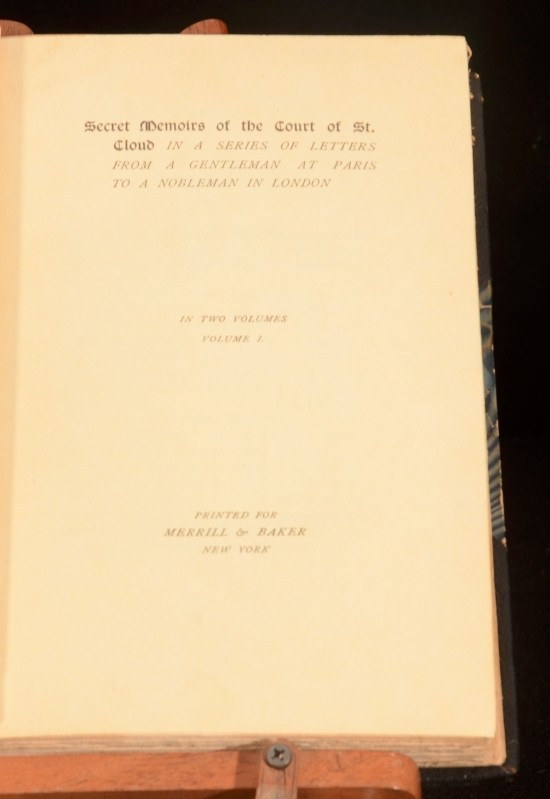 Secret Memoirs of the Court of St.
Cloud IN A SERIES OF LETTERS
FROM A GENTLEMAN AT PARIS
TO A NOBLEMAN IN LONDON
IN TWO VOLUMES
VOLUME I.
PRINTED FOR
MERRILL & BAKER
NEW YORK